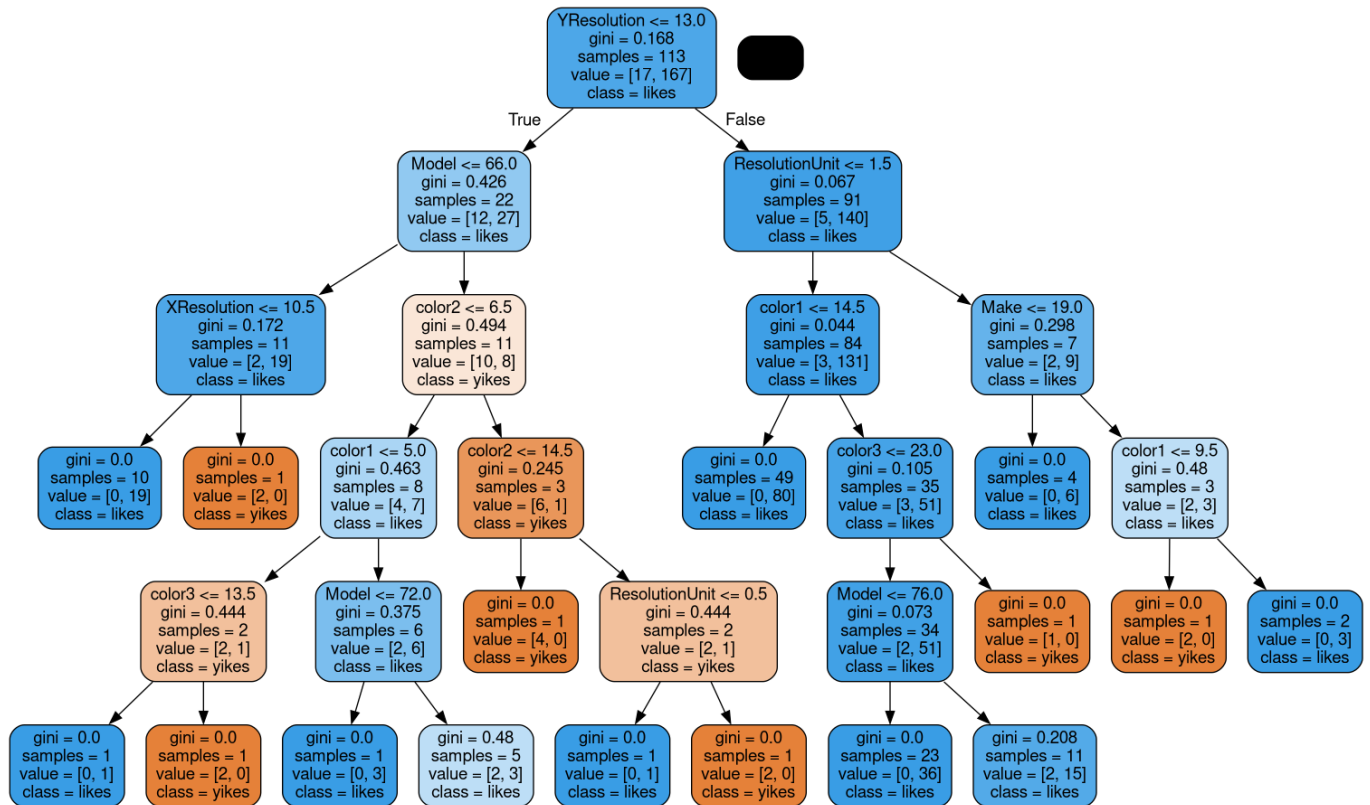 YResolution <= 13.0
gini = 0.168
samples = 113
value = [17, 167]
class = likes
True
False
Model <= 66.0
gini = 0.426
samples = 22
value = [12, 27]
class = likes
ResolutionUnit <= 1.5
gini = 0.067
samples = 91
value = [5, 140]
class = likes
XResolution <= 10.5
gini = 0.172
samples = 11
value = [2, 19]
class = likes
color2 <= 6.5
gini = 0.494
samples = 11
value = [10, 8]
class = yikes
color1 <= 14.5
gini = 0.044
samples = 84
value = [3, 131]
class = likes
Make <= 19.0
gini = 0.298
samples = 7
value = [2, 9]
class = likes
gini = 0.0
samples = 10
value = [0, 19]
class = likes
gini = 0.0
samples = 1
value = [2, 0]
class = yikes
color1 <= 5.0
gini = 0.463
samples = 8
value = [4, 7]
class = likes
color2 <= 14.5
gini = 0.245
samples = 3
value = [6, 1]
class = yikes
gini = 0.0
samples = 49
value = [0, 80]
class = likes
color3 <= 23.0
gini = 0.105
samples = 35
value = [3, 51]
class = likes
gini = 0.0
samples = 4
value = [0, 6]
class = likes
color1 <= 9.5
gini = 0.48
samples = 3
value = [2, 3]
class = likes
color3 <= 13.5
gini = 0.444
samples = 2
value = [2, 1]
class = yikes
Model <= 72.0
gini = 0.375
samples = 6
value = [2, 6]
class = likes
gini = 0.0
samples = 1
value = [4, 0]
class = yikes
ResolutionUnit <= 0.5
gini = 0.444
samples = 2
value = [2, 1]
class = yikes
Model <= 76.0
gini = 0.073
samples = 34
value = [2, 51]
class = likes
gini = 0.0
samples = 1
value = [1, 0]
class = yikes
gini = 0.0
samples = 1
value = [2, 0]
class = yikes
gini = 0.0
samples = 2
value = [0, 3]
class = likes
gini = 0.0
samples = 1
value = [0, 1]
class = likes
gini = 0.0
samples = 1
value = [2, 0]
class = yikes
gini = 0.0
samples = 1
value = [0, 3]
class = likes
gini = 0.48
samples = 5
value = [2, 3]
class = likes
gini = 0.0
samples = 1
value = [0, 1]
class = likes
gini = 0.0
samples = 1
value = [2, 0]
class = yikes
gini = 0.0
samples = 23
value = [0, 36]
class = likes
gini = 0.208
samples = 11
value = [2, 15]
class = likes